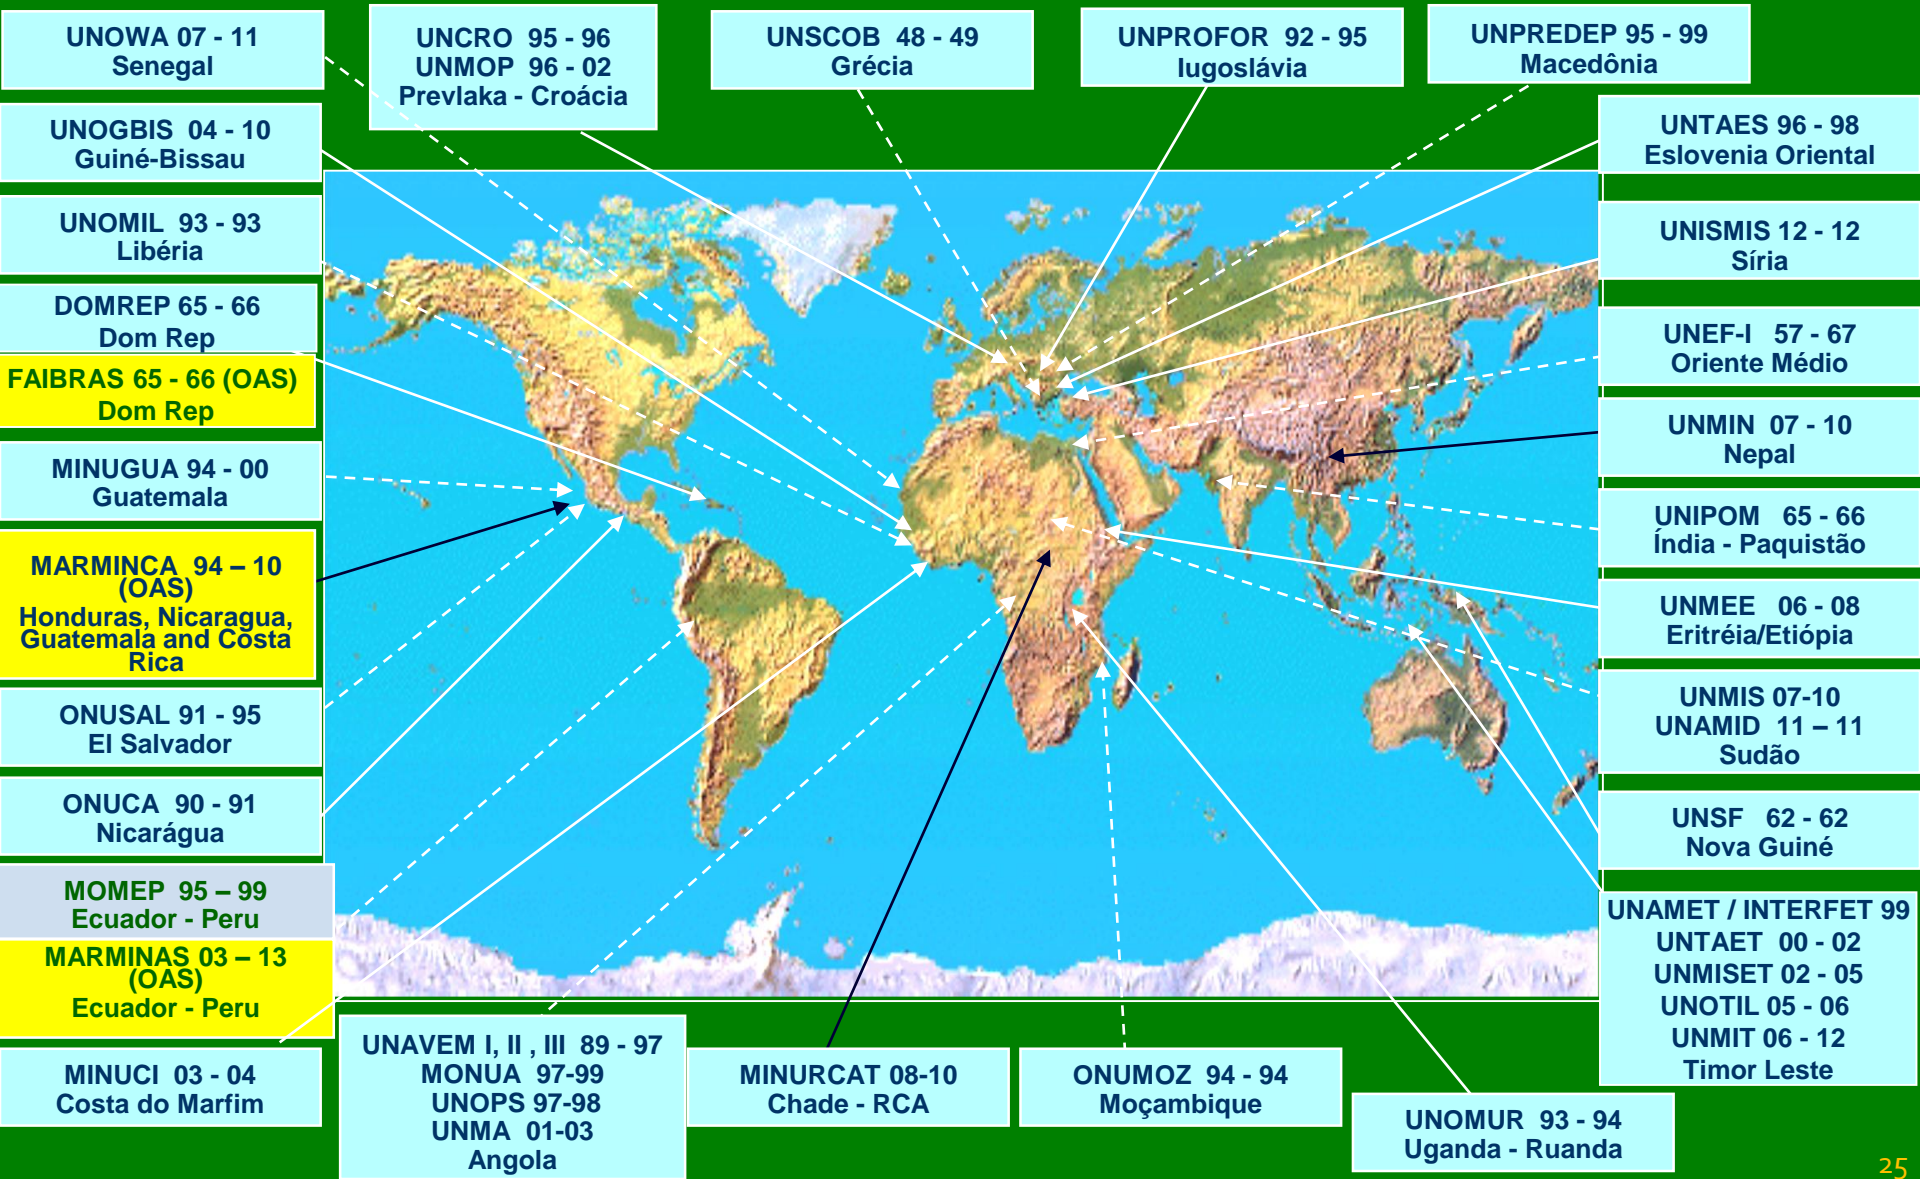 UNOWA 07 - 11
Senegal
UNCRO 95 - 96
UNMOP 96 - 02
Prevlaka - Croácia
UNSCOB 48 - 49
Grécia
UNPROFOR 92 - 95
Iugoslávia
UNPREDEP 95 - 99
Macedônia
UNOGBIS 04 - 10
Guiné-Bissau
UNOMIL 93 - 93
Libéria
DOMREP 65 - 66
Dom Rep
FAIBRAS 65 - 66 (OAS)
Dom Rep
MINUGUA 94 - 00
Guatemala
MARMINCA 94 – 10
(OAS)
Honduras, Nicaragua,
Guatemala and Costa
Rica
ONUSAL 91 - 95
El Salvador
ONUCA 90 - 91
Nicarágua
MOMEP 95 – 99
Ecuador - Peru
MARMINAS 03 – 13
(OAS)
Ecuador - Peru
MINUCI 03 - 04
Costa do Marfim
UNAVEM I, II , III 89 - 97
MONUA 97-99
UNOPS 97-98
UNMA 01-03
Angola
MINURCAT 08-10
Chade - RCA
ONUMOZ 94 - 94
Moçambique
UNOMUR 93 - 94
Uganda - Ruanda
UNTAES 96 - 98
Eslovenia Oriental
UNISMIS 12 - 12
Síria
UNEF-I 57 - 67
Oriente Médio
UNMIN 07 - 10
Nepal
UNIPOM 65 - 66
Índia - Paquistão
UNMEE 06 - 08
Eritréia/Etiópia
UNMIS 07-10
UNAMID 11 – 11
Sudão
UNSF 62 - 62
Nova Guiné
UNAMET / INTERFET 99
UNTAET 00 - 02
UNMISET 02 - 05
UNOTIL 05 - 06
UNMIT 06 - 12
Timor Leste
25